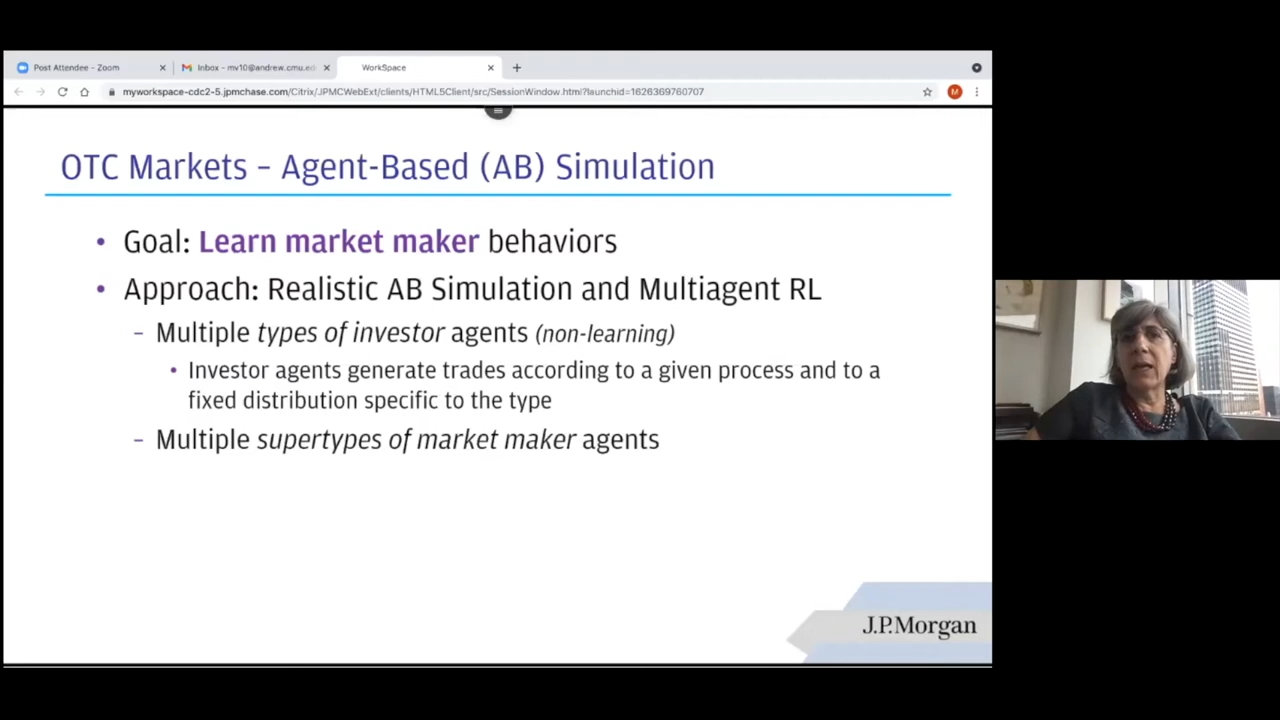 Post Attendee - Zoom
Inbox - mv10@andrew.cmu.ed
WorkSpace
myworkspace-cdc2-5.jpmchase.com/Citrix/JPMCWebExt/clients/HTML5Client/src/SessionWindow.html?launchid=1626369760707
M
OTC Markets – Agent-Based (AB) Simulation
• Goal: Learn market maker behaviors
• Approach: Realistic AB Simulation and Multiagent RL
– Multiple types of investor agents (non-learning)
• Investor agents generate trades according to a given process and to a
fixed distribution specific to the type
– Multiple supertypes of market maker agents
J.P.Morgan